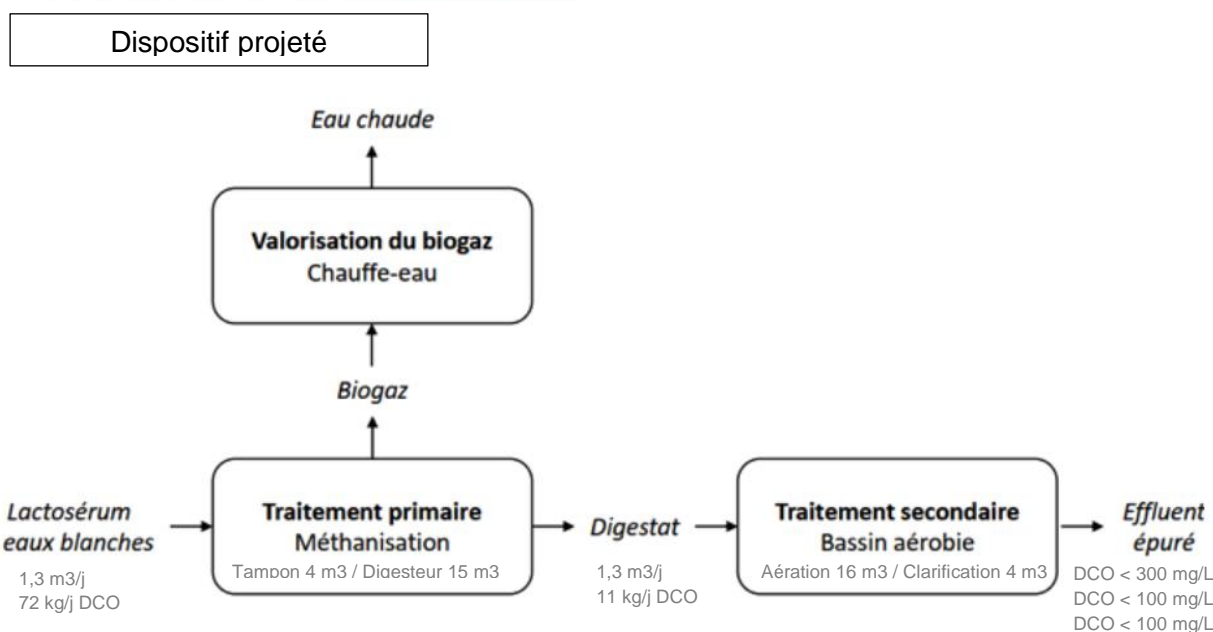 Dispositif projeté
Eau chaude
Valorisation du biogaz
Chauffe-eau
Biogaz
Lactosérum
eaux blanches
1,3 m3/j
72 kg/j DCO
Traitement primaire
Méthanisation
Tampon 4 m3 / Digesteur 15 m3
Digestat
1,3 m3/j
11 kg/j DCO
Traitement secondaire
Bassin aérobie
Aération 16 m3 / Clarification 4 m3
Effluent
épuré
DCO < 300 mg/L
DCO < 100 mg/L
DCO < 100 mg/L